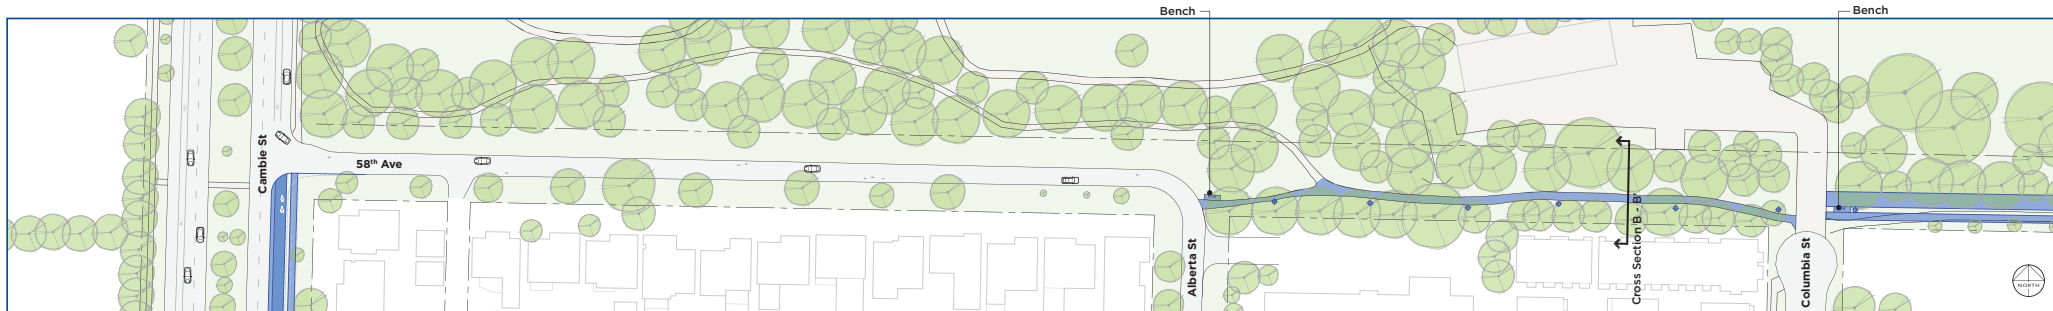 Bench
Bench
Cambie St
58th Ave
Alberta St
Cross Section B - B'
Columbia St
NORTH